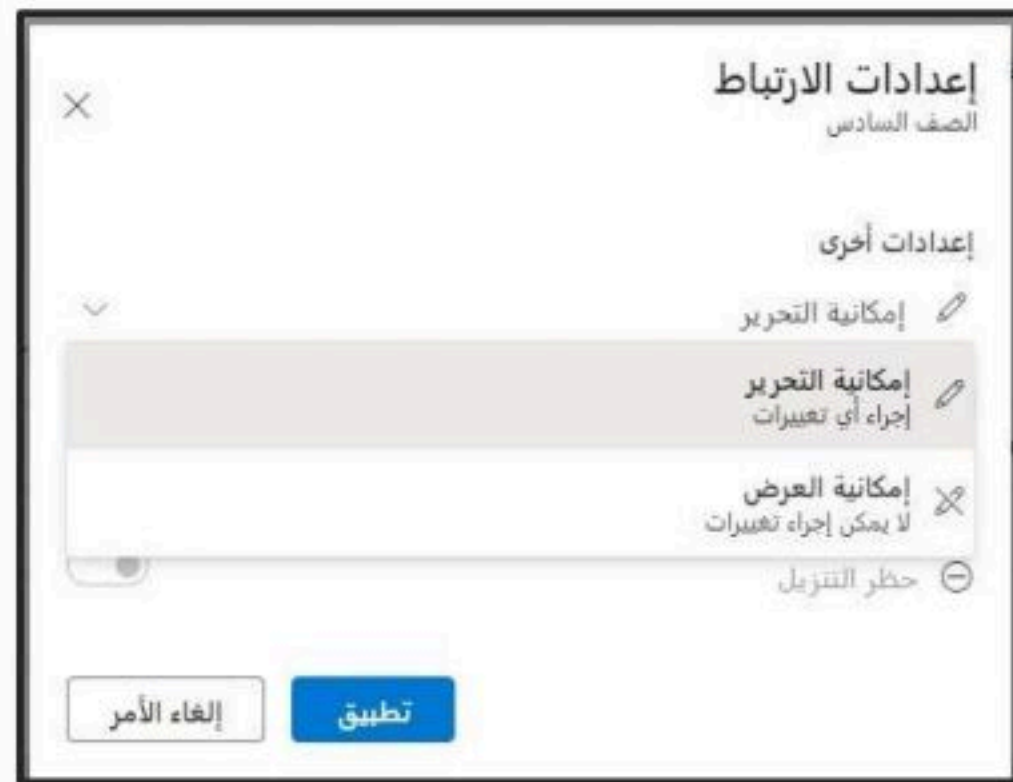 إعدادات الارتباط
الصف السادس
إعدادات أخرى
إمكانية التحرير
إمكانية التحرير
إجراء أي تغييرات
إمكانية العرض
لا يمكن إجراء تغييرات
حظر التنزيل
تطبيق
إلغاء الأمر